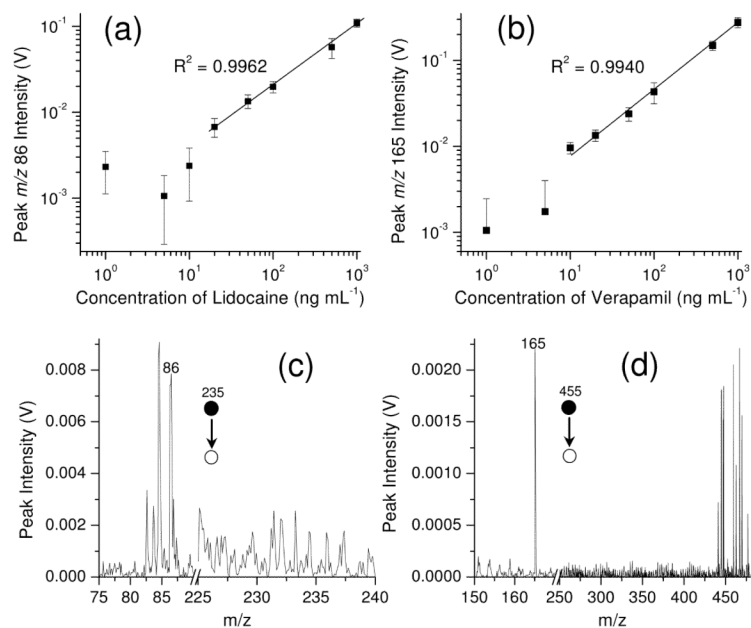 (a)
R² = 0.9962
Peak m/z 86 Intensity (V)
10⁻¹
10⁻²
10⁻³
10⁰ 10¹ 10² 10³
Concentration of Lidocaine (ng mL⁻¹)
(b)
R² = 0.9940
Peak m/z 165 Intensity (V)
10⁻¹
10⁻²
10⁻³
10⁰ 10¹ 10² 10³
Concentration of Verapamil (ng mL⁻¹)
(c)
86
235
Peak Intensity (V)
0.008
0.006
0.004
0.002
0.000
75 80 85 225 230 235 240
m/z
(d)
165
455
Peak Intensity (V)
0.0020
0.0015
0.0010
0.0005
0.0000
150 160 250 300 350 400 450
m/z